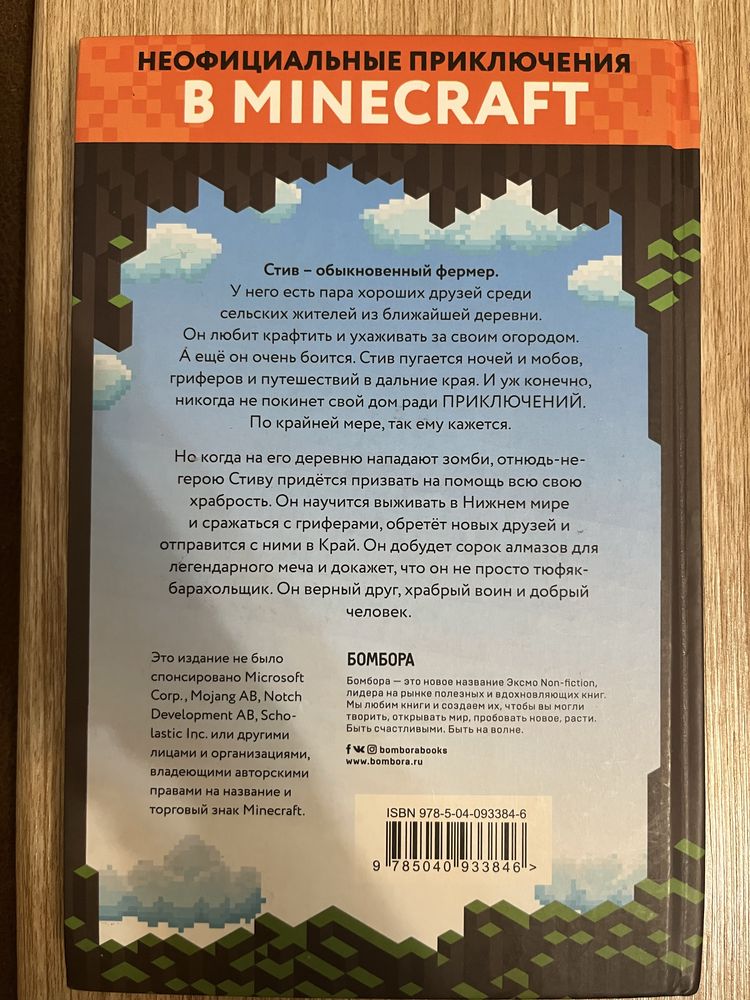 НЕОФИЦИАЛЬНЫЕ ПРИКЛЮЧЕНИЯ
В MINECRAFT
Стив – обыкновенный фермер.
У него есть пара хороших друзей среди
сельских жителей из ближайшей деревни.
Он любит крафтить и ухаживать за своим огородом.
А ещё он очень боится. Стив пугается ночей и мобов,
гриферов и путешествий в дальние края. И уж конечно,
никогда не покинет свой дом ради ПРИКЛЮЧЕНИЙ.
По крайней мере, так ему кажется.
Но когда на его деревню нападают зомби, отнюдь-не-
герою Стиву придётся призвать на помощь всю свою
храбрость. Он научится выживать в Нижнем мире
и сражаться с гриферами, обретёт новых друзей и
отправится с ними в Край. Он добудет сорок алмазов для
легендарного меча и докажет, что он не просто тюфяк-
барахольщик. Он верный друг, храбрый воин и добрый
человек.
Это издание не было
спонсировано Microsoft
Corp., Mojang AB, Notch
Development AB, Scho-
lastic Inc. или другими
лицами и организациями,
владеющими авторскими
правами на название и
торговый знак Minecraft.
БОМБОРА
Бомбора – это новое название Эксмо Non-fiction,
лидера на рынке полезных и вдохновляющих книг.
Мы любим книги и создаем их, чтобы вы могли
творить, открывать мир, пробовать новое, расти.
Быть счастливыми. Быть на волне.
bomborabooks
www.bombora.ru
ISBN 978-5-04-093384-6
9 785040 933846 >